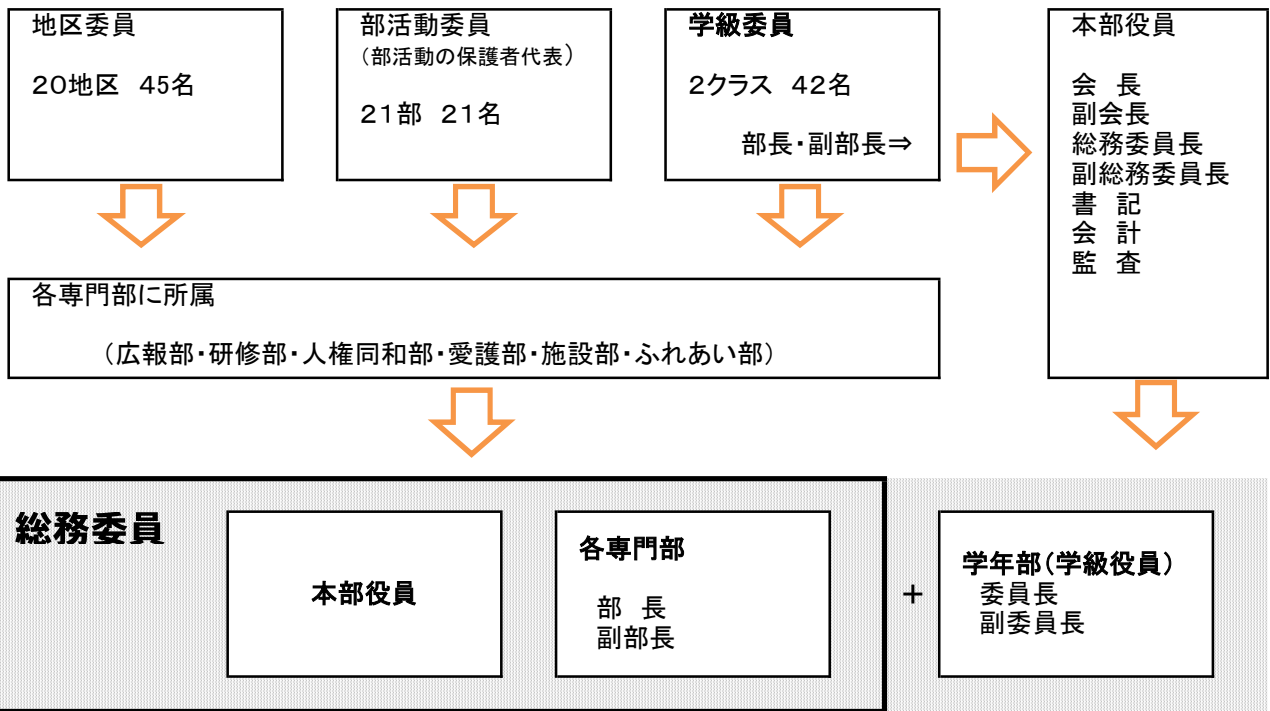 地区委員
20地区 45名
部活動委員
(部活動の保護者代表)
21部 21名
学級委員
2クラス 42名
部長・副部長⇒
本部役員
会 長
副会長
総務委員長
副総務委員長
書 記
会 計
監 査
各専門部に所属
(広報部・研修部・人権同和部・愛護部・施設部・ふれあい部)
総務委員
本部役員
各専門部
部 長
副部長
+
学年部(学級役員)
委員長
副委員長